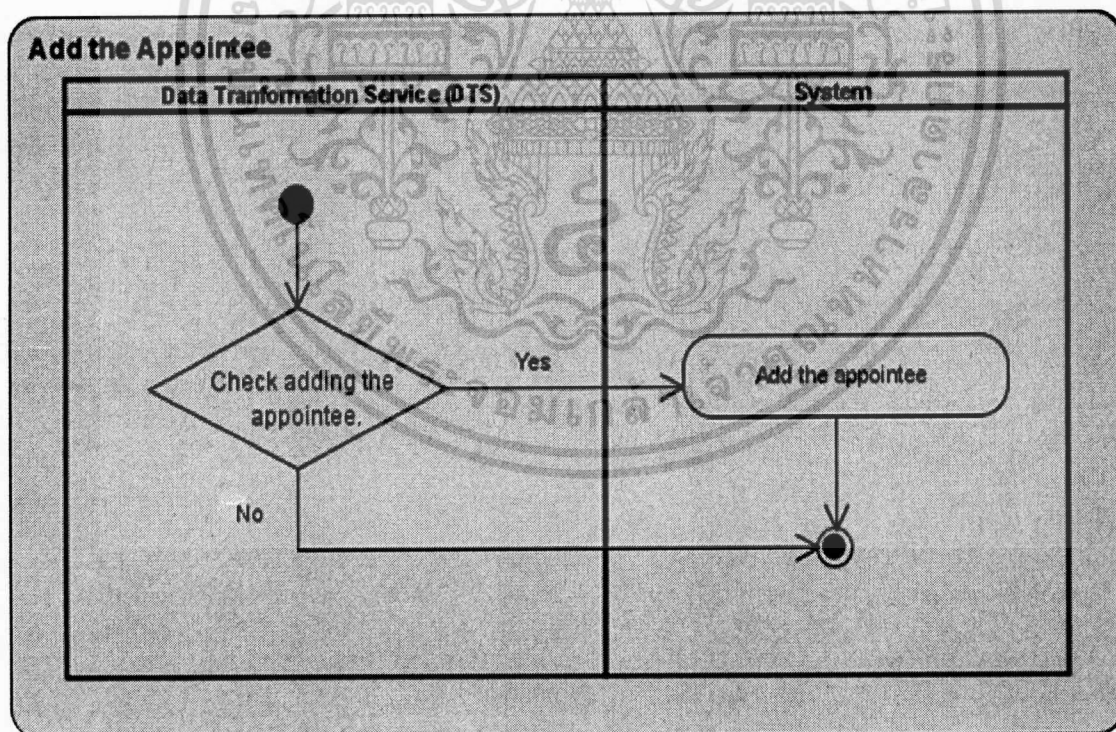 Add the Appointee
Data Tranformation Service (DTS)
System
Check adding the
appointee.
Yes
Add the appointee
No